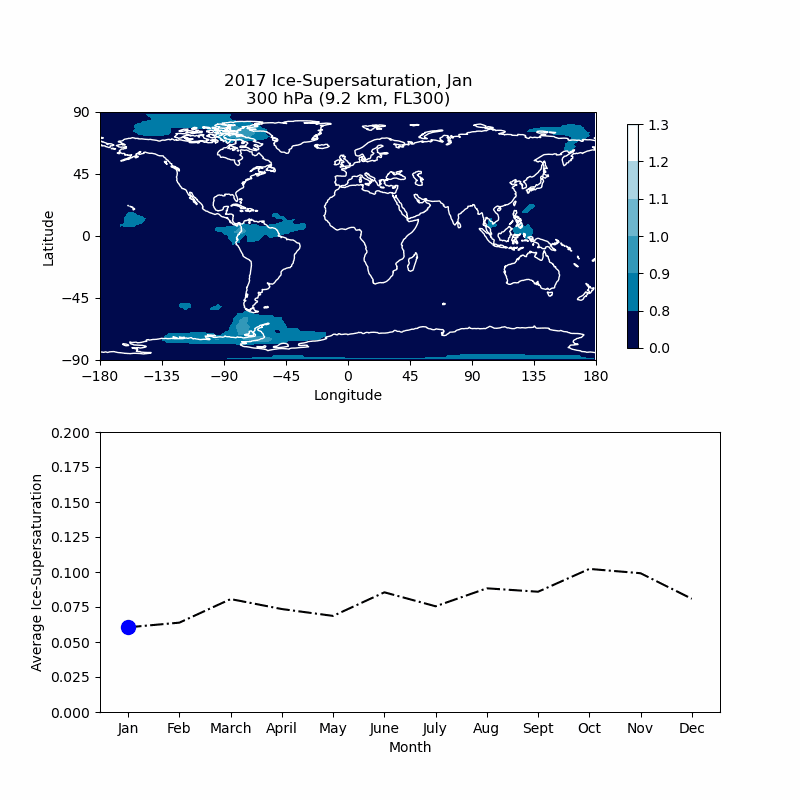 2017 Ice-Supersaturation, Jan
300 hPa (9.2 km, FL300)
90
45
0
−45
−90
Latitude
−180 −135 −90 −45 0 45 90 135 180
Longitude
1.3
1.2
1.1
1.0
0.9
0.8
0.0
0.200
0.175
0.150
0.125
0.100
0.075
0.050
0.025
0.000
Average Ice-Supersaturation
Jan Feb March April May June July Aug Sept Oct Nov Dec
Month